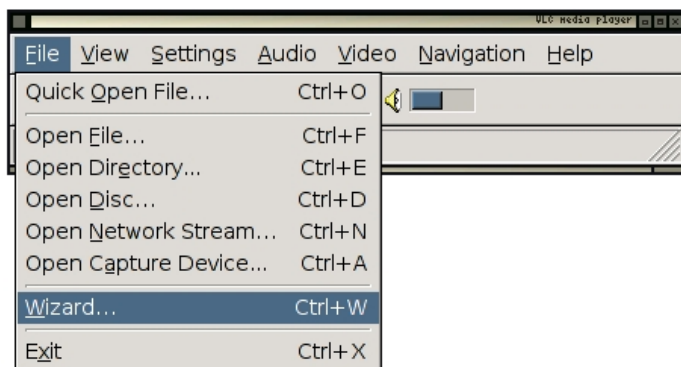 VLC media player
File View Settings Audio Video Navigation Help
Quick Open File... Ctrl+O
Open File... Ctrl+F
Open Directory... Ctrl+E
Open Disc... Ctrl+D
Open Network Stream... Ctrl+N
Open Capture Device... Ctrl+A
Wizard... Ctrl+W
Exit Ctrl+X